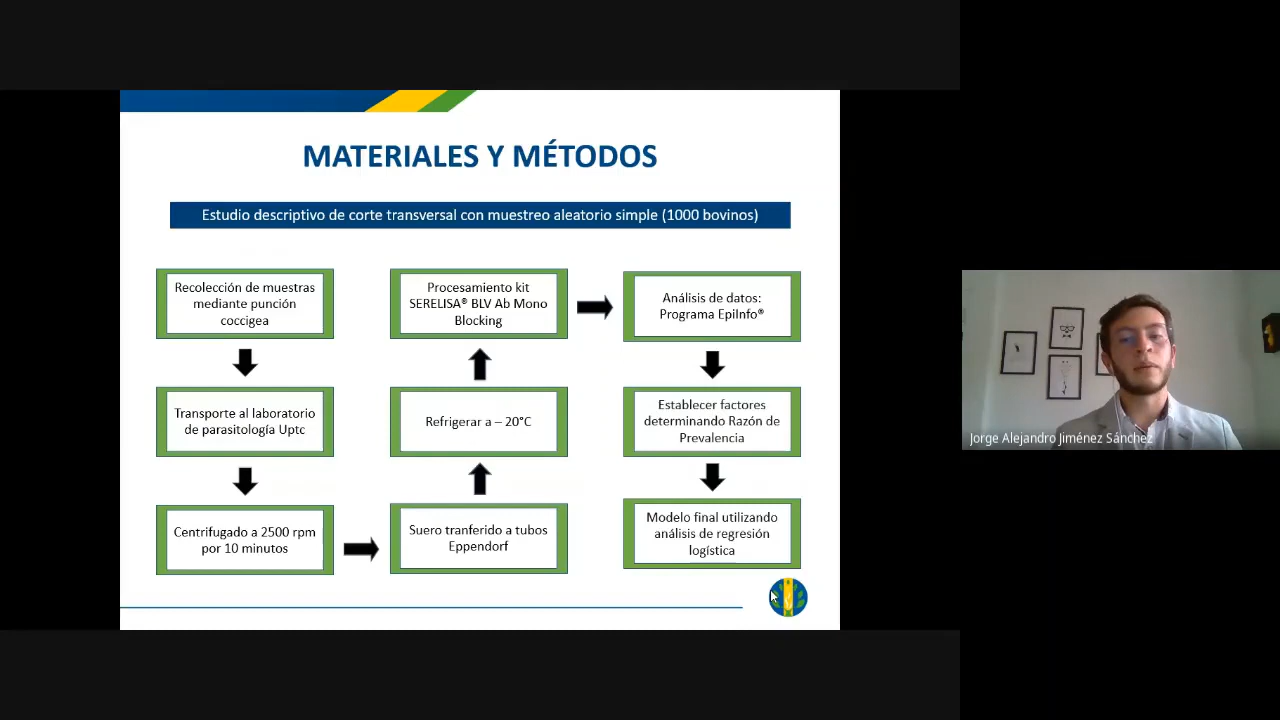 MATERIALES Y MÉTODOS
Estudio descriptivo de corte transversal con muestreo aleatorio simple (1000 bovinos)
Recolección de muestras
mediante punción
coccigea
Transporte al laboratorio
de parasitología Uptc
Centrifugado a 2500 rpm
por 10 minutos
Suero tranferido a tubos
Eppendorf
Refrigerar a – 20°C
Procesamiento kit
SERELISA® BLV Ab Mono
Blocking
Análisis de datos:
Programa EpiInfo®
Establecer factores
determinando Razón de
Prevalencia
Modelo final utilizando
análisis de regresión
logística
Jorge Alejandro Jiménez Sánchez